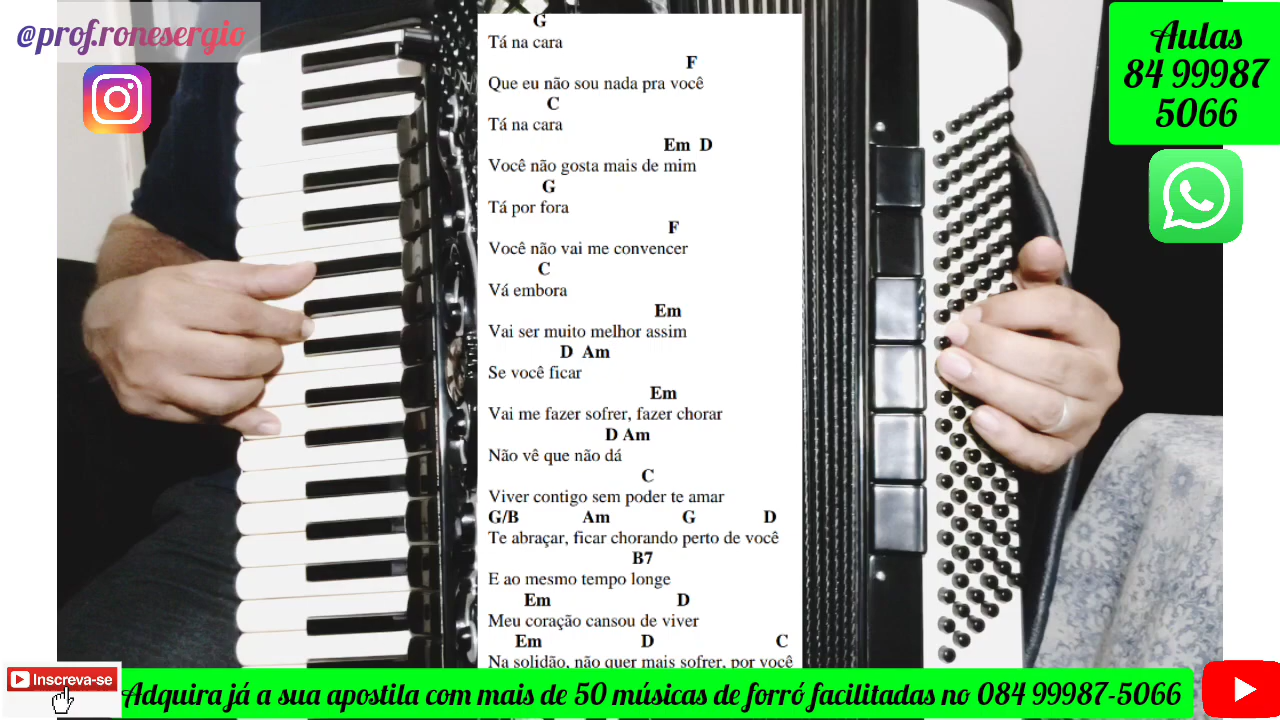 @prof.ronesergio
G
Tá na cara
F
Que eu não sou nada pra você
C
Tá na cara
Em D
Você não gosta mais de mim
G
Tá por fora
F
Você não vai me convencer
C
Vá embora
Em
Vai ser muito melhor assim
D Am
Se você ficar
Em
Vai me fazer sofrer, fazer chorar
D Am
Não vê que não dá
C
Viver contigo sem poder te amar
G/B Am G D
Te abraçar, ficar chorando perto de você
B7
E ao mesmo tempo longe
Em D
Meu coração cansou de viver
Em D C
Na solidão, não quer mais sofrer, por você
Aulas
84 99987
5066
Inscreva-se
Adquira já a sua apostila com mais de 50 músicas de forró facilitadas no 084 99987-5066